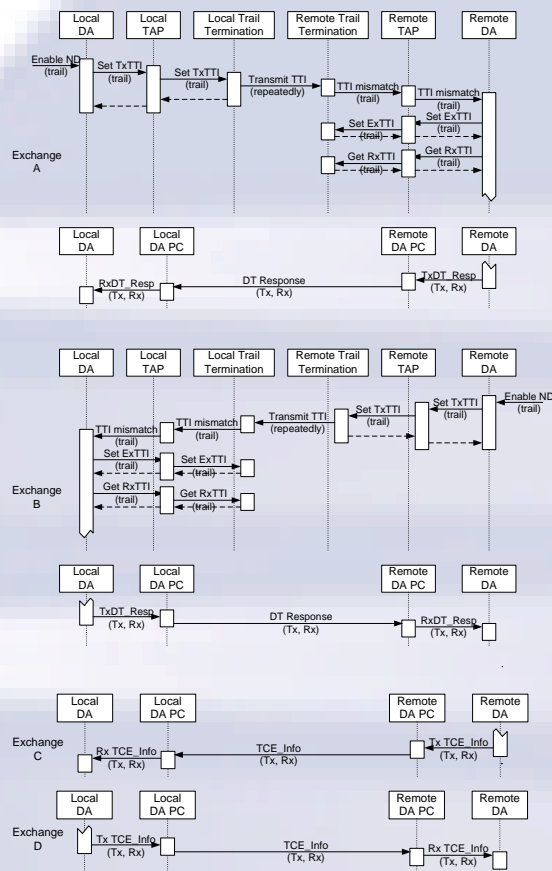 Local DA
Local TAP
Local Trail Termination
Remote Trail Termination
Remote TAP
Remote DA
Enable ND (trail)
Set TxTTI (trail)
Set TxTTI (trail)
Transmit TTI (repeatedly)
TTI mismatch (trail)
TTI mismatch (trail)
Set ExTTI (trail)
Set ExTTI (trail)
Get RxTTI (trail)
Get RxTTI (trail)
Exchange A
Local DA
Local DA PC
Remote DA PC
Remote DA
RxDT_Resp (Tx, Rx)
DT Response (Tx, Rx)
TxDT_Resp (Tx, Rx)
Local DA
Local TAP
Local Trail Termination
Remote Trail Termination
Remote TAP
Remote DA
Enable ND (trail)
Set TxTTI (trail)
Set TxTTI (trail)
Transmit TTI (repeatedly)
TTI mismatch (trail)
TTI mismatch (trail)
Set ExTTI (trail)
Set ExTTI (trail)
Get RxTTI (trail)
Get RxTTI (trail)
Exchange B
Local DA
Local DA PC
Remote DA PC
Remote DA
TxDT_Resp (Tx, Rx)
DT Response (Tx, Rx)
RxDT_Resp (Tx, Rx)
Local DA
Local DA PC
Remote DA PC
Remote DA
Exchange C
Rx TCE_Info (Tx, Rx)
TCE_Info (Tx, Rx)
Tx TCE_Info (Tx, Rx)
Local DA
Local DA PC
Remote DA PC
Remote DA
Exchange D
Tx TCE_Info (Tx, Rx)
TCE_Info (Tx, Rx)
Rx TCE_Info (Tx, Rx)